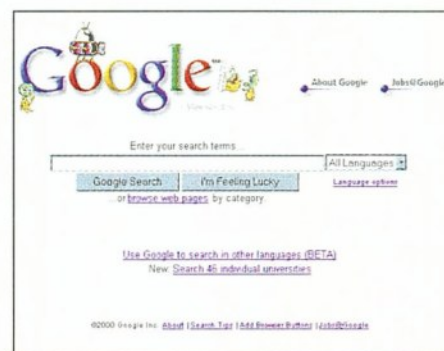 Google™
About Google Jobs@Google
Enter your search terms...
All Languages
Google Search I'm Feeling Lucky Language options
...or browse web pages by category.
Use Google to search in other languages (BETA)
New: Search 46 individual universities
©2000 Google Inc. About | Search Tips | Add Browser Buttons | Jobs@Google